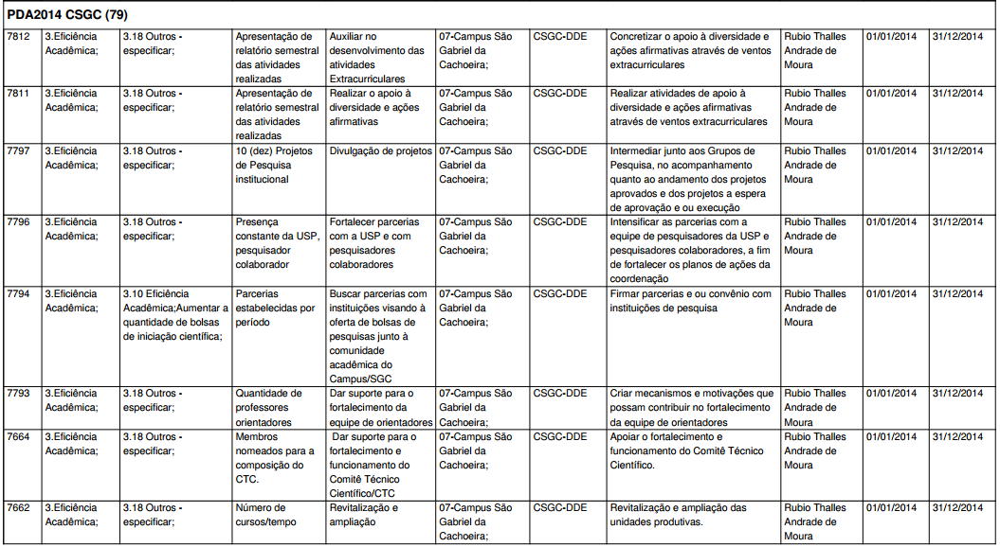 PDA2014 CSGC (79)
7812 3.Eficiência 3.18 Outros - Apresentação de Auxiliar no 07-Campus São CSGC-DDE Concretizar o apoio à diversidade e Rubio Thalles 01/01/2014 31/12/2014
Acadêmica; especificar; relatório semestral desenvolvimento das Gabriel da ações afirmativas através de ventos Andrade de
das atividades atividades Cachoeira; extracurriculares Moura
realizadas Extracurriculares
7811 3.Eficiência 3.18 Outros - Apresentação de Realizar o apoio à 07-Campus São CSGC-DDE Realizar atividades de apoio à Rubio Thalles 01/01/2014 31/12/2014
Acadêmica; especificar; relatório semestral diversidade e ações Gabriel da diversidade e ações afirmativas Andrade de
das atividades afirmativas Cachoeira; através de ventos extracurriculares Moura
realizadas
7797 3.Eficiência 3.18 Outros - 10 (dez) Projetos Divulgação de projetos 07-Campus São CSGC-DDE Intermediar junto aos Grupos de Rubio Thalles 01/01/2014 31/12/2014
Acadêmica; especificar; de Pesquisa Gabriel da Pesquisa, no acompanhamento Andrade de
institucional Cachoeira; quanto ao andamento dos projetos Moura
aprovados e dos projetos a espera
de aprovação e ou execução
7796 3.Eficiência 3.18 Outros - Presença Fortalecer parcerias 07-Campus São CSGC-DDE Intensificar as parcerias com a Rubio Thalles 01/01/2014 31/12/2014
Acadêmica; especificar; constante da USP, com a USP e com Gabriel da equipe de pesquisadores da USP e Andrade de
pesquisador pesquisadores Cachoeira; pesquisadores colaboradores, a fim Moura
colaborador colaboradores de fortalecer os planos de ações da
coordenação
7794 3.Eficiência 3.10 Eficiência Parcerias Buscar parcerias com 07-Campus São CSGC-DDE Firmar parcerias e ou convênio com Rubio Thalles 01/01/2014 31/12/2014
Acadêmica; Acadêmica;Aumentar a estabelecidas por instituições visando à Gabriel da instituições de pesquisa Andrade de
quantidade de bolsas período oferta de bolsas de Cachoeira; Moura
de iniciação científica; pesquisas junto à
comunidade
acadêmica do
Campus/SGC
7793 3.Eficiência 3.18 Outros - Quantidade de Dar suporte para o 07-Campus São CSGC-DDE Criar mecanismos e motivações que Rubio Thalles 01/01/2014 31/12/2014
Acadêmica; especificar; professores fortalecimento da Gabriel da possam contribuir no fortalecimento Andrade de
orientadores equipe de orientadores Cachoeira; da equipe de orientadores Moura
7664 3.Eficiência 3.18 Outros - Membros Dar suporte para o 07-Campus São CSGC-DDE Apoiar o fortalecimento e Rubio Thalles 01/01/2014 31/12/2014
Acadêmica; especificar; nomeados para a fortalecimento e Gabriel da funcionamento do Comitê Técnico Andrade de
composição do funcionamento do Cachoeira; Científico. Moura
CTC. Comitê Técnico
Científico/CTC
7662 3.Eficiência 3.18 Outros - Número de Revitalização e 07-Campus São CSGC-DDE Revitalização e ampliação das Rubio Thalles 01/01/2014 31/12/2014
Acadêmica; especificar; cursos/tempo ampliação Gabriel da unidades produtivas. Andrade de
Cachoeira; Moura